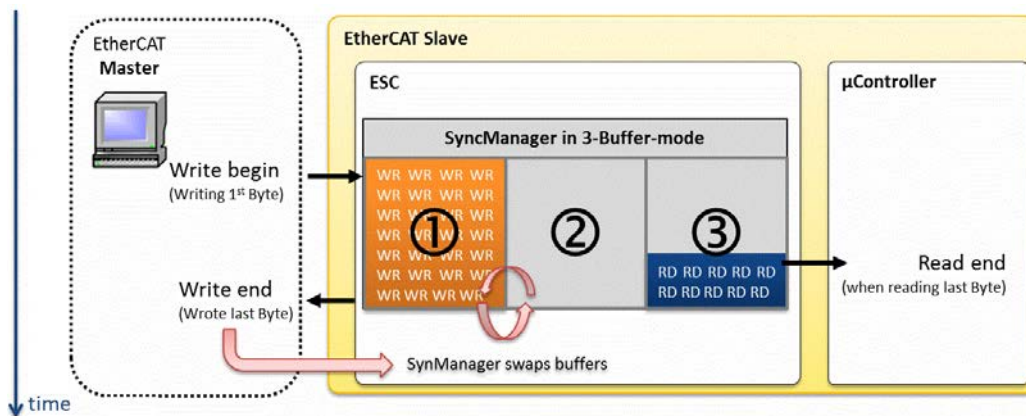 EtherCAT
Master
EtherCAT Slave
ESC
µController
SyncManager in 3-Buffer-mode
Write begin
(Writing 1st Byte)
WR WR WR WR
WR WR WR WR
WR WR WR WR
WR WR WR WR
WR WR WR WR
WR WR WR WR
WR WR WR WR
①
②
③
RD RD RD RD RD
RD RD RD RD RD
Read end
(when reading last Byte)
Write end
(Wrote last Byte)
SynManager swaps buffers
time